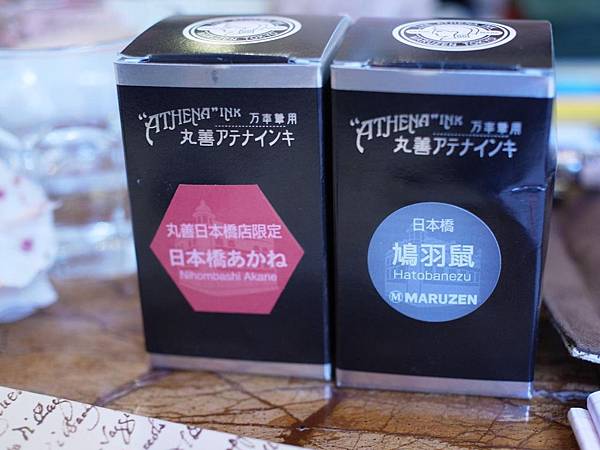 "ATHENA" INK 万年筆用
丸善アテナインキ
丸善日本橋店限定
日本橋あかね
Nihombashi Akane
MARUZEN TOKYO
"ATHENA" INK 万年筆用
丸善アテナインキ
日本橋
鳩羽鼠
Hatobanezu
M MARUZEN